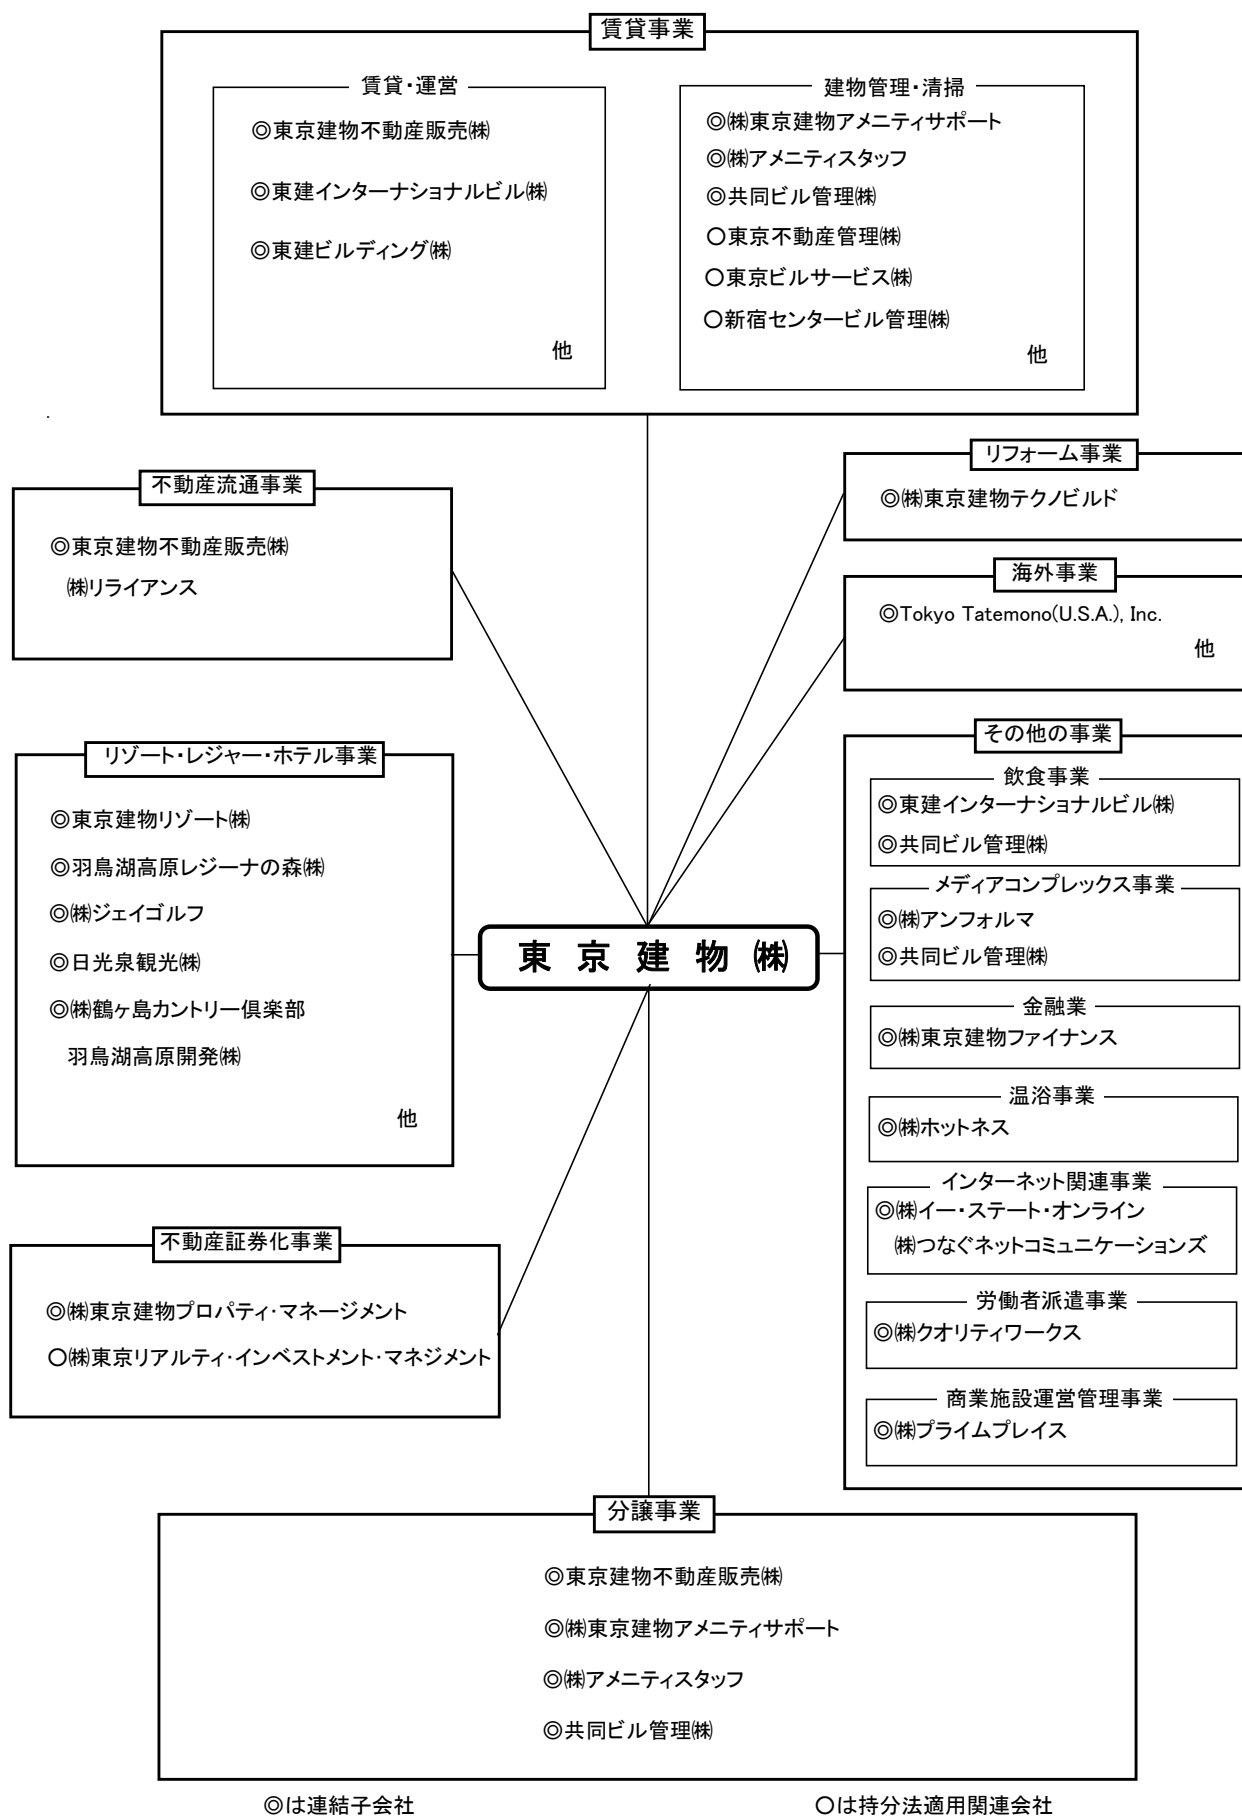 賃貸事業
賃貸・運営
◎東京建物不動産販売㈱
◎東建インターナショナルビル㈱
◎東建ビルディング㈱
他
建物管理・清掃
◎㈱東京建物アメニティサポート
◎㈱アメニティスタッフ
◎共同ビル管理㈱
○東京不動産管理㈱
○東京ビルサービス㈱
○新宿センタービル管理㈱
他
不動産流通事業
◎東京建物不動産販売㈱
㈱リライアンス
リフォーム事業
◎㈱東京建物テクノビルド
海外事業
◎Tokyo Tatemono(U.S.A.), Inc.
他
リゾート・レジャー・ホテル事業
◎東京建物リゾート㈱
◎羽鳥湖高原レジーナの森㈱
◎㈱ジェイゴルフ
◎日光泉観光㈱
◎㈱鶴ヶ島カントリー倶楽部
羽鳥湖高原開発㈱
他
東京建物㈱
その他の事業
飲食事業
◎東建インターナショナルビル㈱
◎共同ビル管理㈱
メディアコンプレックス事業
◎㈱アンフォルマ
◎共同ビル管理㈱
金融業
◎㈱東京建物ファイナンス
温浴事業
◎㈱ホットネス
インターネット関連事業
◎㈱イー・ステート・オンライン
㈱つなぐネットコミュニケーションズ
労働者派遣事業
◎㈱クオリティワークス
商業施設運営管理事業
◎㈱プライムプレイス
不動産証券化事業
◎㈱東京建物プロパティ・マネージメント
○㈱東京リアルティ・インベストメント・マネジメント
分譲事業
◎東京建物不動産販売㈱
◎㈱東京建物アメニティサポート
◎㈱アメニティスタッフ
◎共同ビル管理㈱
◎は連結子会社
○は持分法適用関連会社